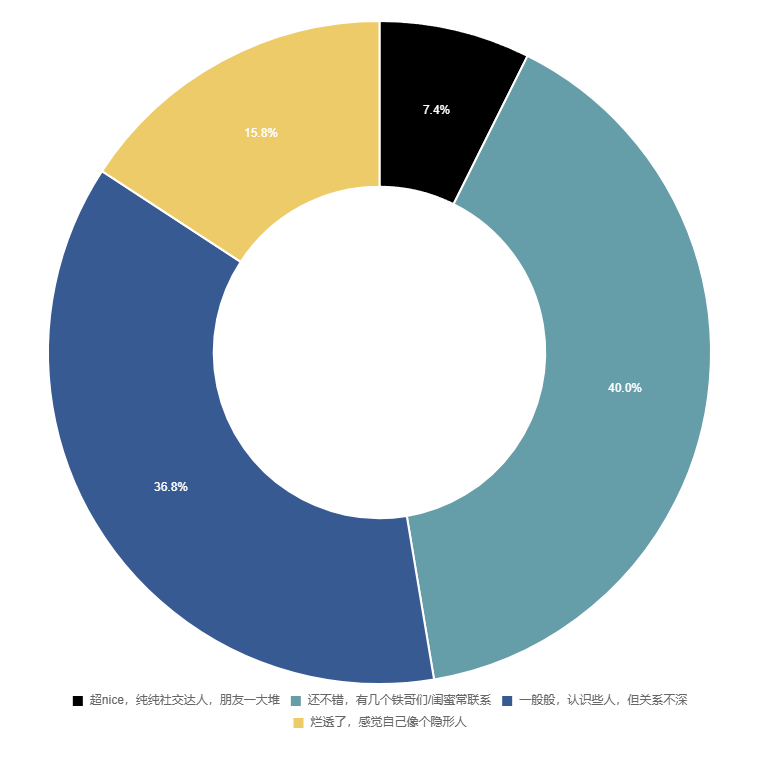 7.4%
15.8%
40.0%
36.8%
超nice，纯纯社交达人，朋友一大堆 还不错，有几个铁哥们/闺蜜常联系 一般般，认识些人，但关系不深
烂透了，感觉自己像个隐形人